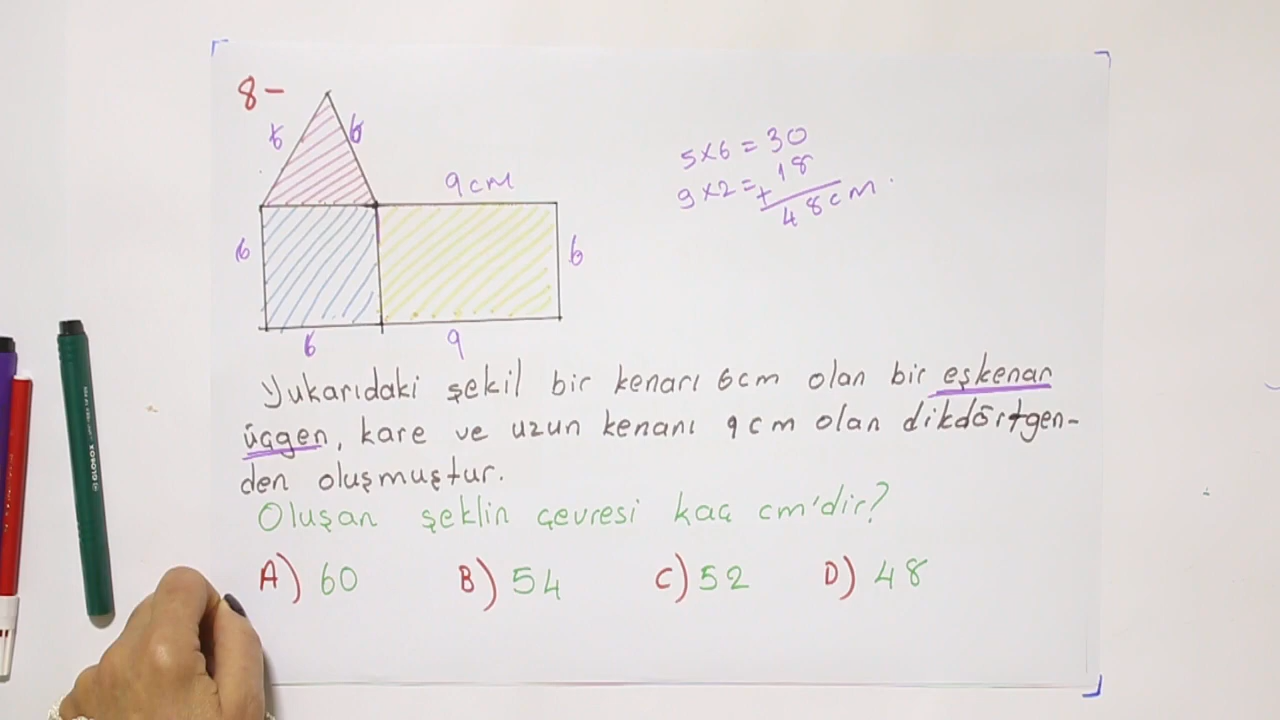 8-
6 6
9cm
6 6
6 9
5x6=30
9x2=18
+
48cm
Yukarıdaki şekil bir kenarı 6cm olan bir eşkenar
üçgen, kare ve uzun kenarı 9cm olan dikdörtgen-
den oluşmuştur.
Oluşan şeklin çevresi kaç cm'dir?
A) 60 B) 54 C) 52 D) 48